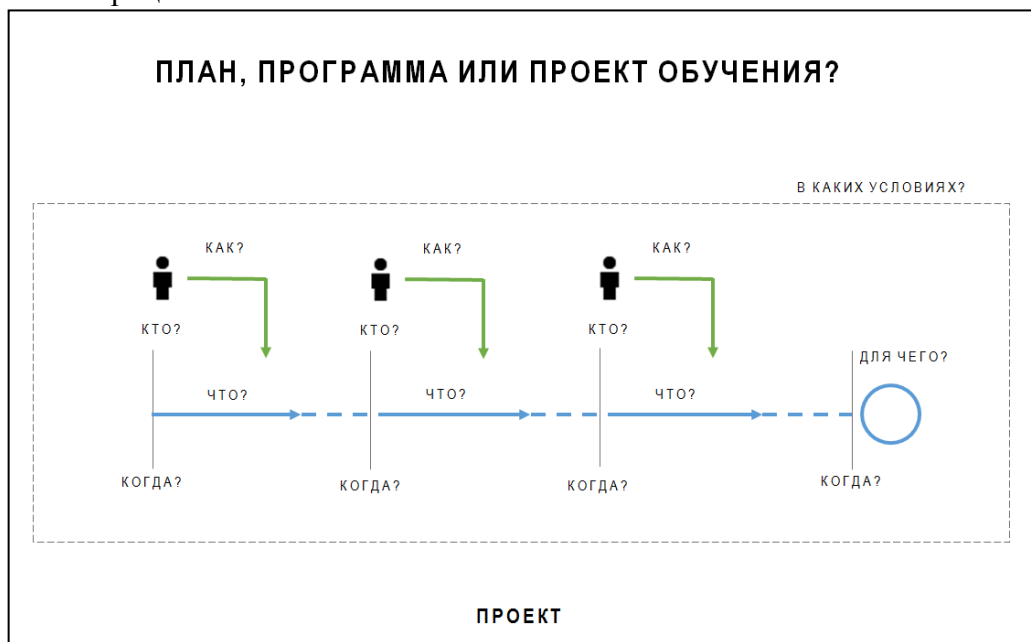 ПЛАН, ПРОГРАММА ИЛИ ПРОЕКТ ОБУЧЕНИЯ?
В КАКИХ УСЛОВИЯХ?
КАК? КАК? КАК?
КТО? КТО? КТО?
ДЛЯ ЧЕГО?
ЧТО? ЧТО? ЧТО?
КОГДА? КОГДА? КОГДА? КОГДА?
ПРОЕКТ